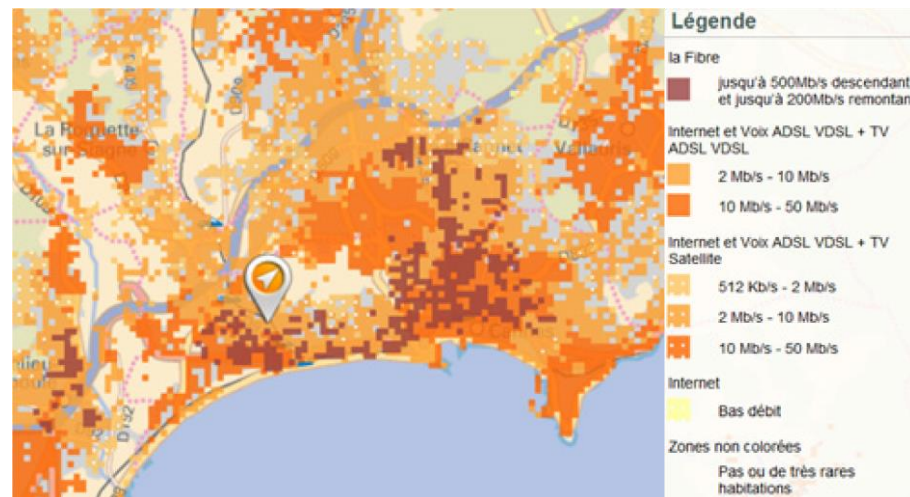 Légende
la Fibre
jusqu'à 500Mb/s descendant
et jusqu'à 200Mb/s remontan
Internet et Voix ADSL VDSL + TV
ADSL VDSL
2 Mb/s - 10 Mb/s
10 Mb/s - 50 Mb/s
Internet et Voix ADSL VDSL + TV
Satellite
512 Kb/s - 2 Mb/s
2 Mb/s - 10 Mb/s
10 Mb/s - 50 Mb/s
Internet
Bas débit
Zones non colorées
Pas ou de très rares
habitations
La Roquette
sur Siagne
D192